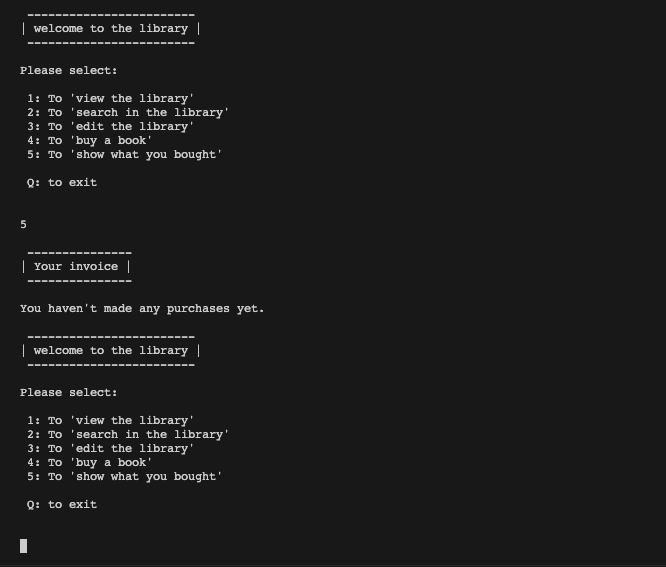 ------------------------
| welcome to the library |
------------------------
Please select:
1: To 'view the library'
2: To 'search in the library'
3: To 'edit the library'
4: To 'buy a book'
5: To 'show what you bought'
Q: to exit
5
---------------
| Your invoice |
---------------
You haven't made any purchases yet.
------------------------
| welcome to the library |
------------------------
Please select:
1: To 'view the library'
2: To 'search in the library'
3: To 'edit the library'
4: To 'buy a book'
5: To 'show what you bought'
Q: to exit